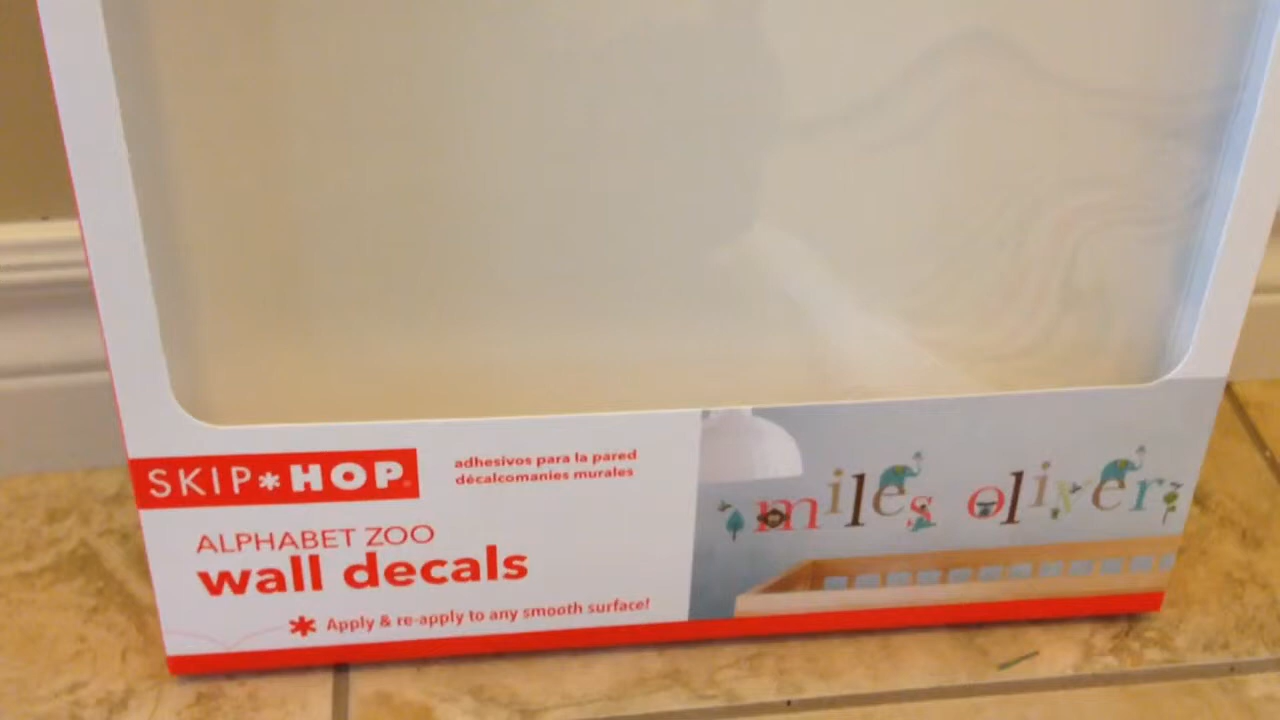 SKIP*HOP
adhesivos para la pared
décalcomanies murales
ALPHABET ZOO
wall decals
* Apply & re-apply to any smooth surface!
miles oliver